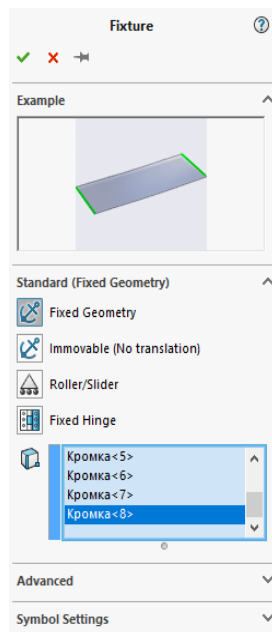 Fixture
Example
Standard (Fixed Geometry)
Fixed Geometry
Immovable (No translation)
Roller/Slider
Fixed Hinge
Кромка<5>
Кромка<6>
Кромка<7>
Кромка<8>
Advanced
Symbol Settings